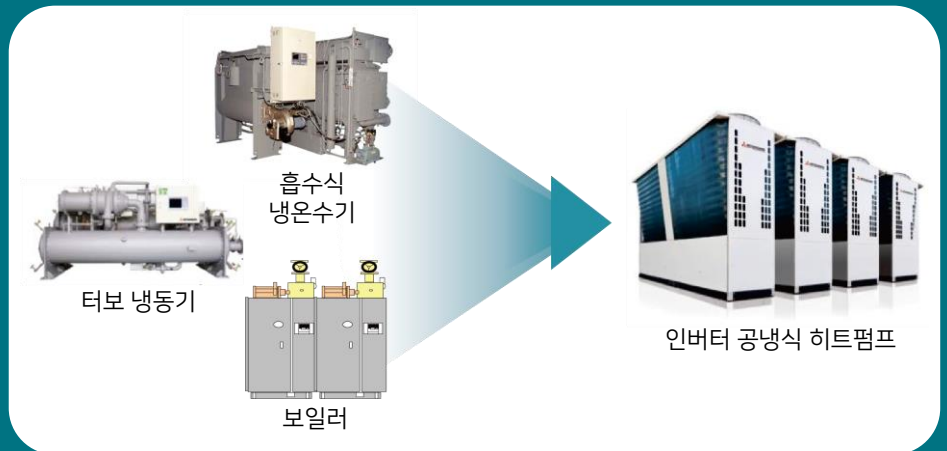 흡수식
냉온수기
터보 냉동기
보일러
인버터 공냉식 히트펌프